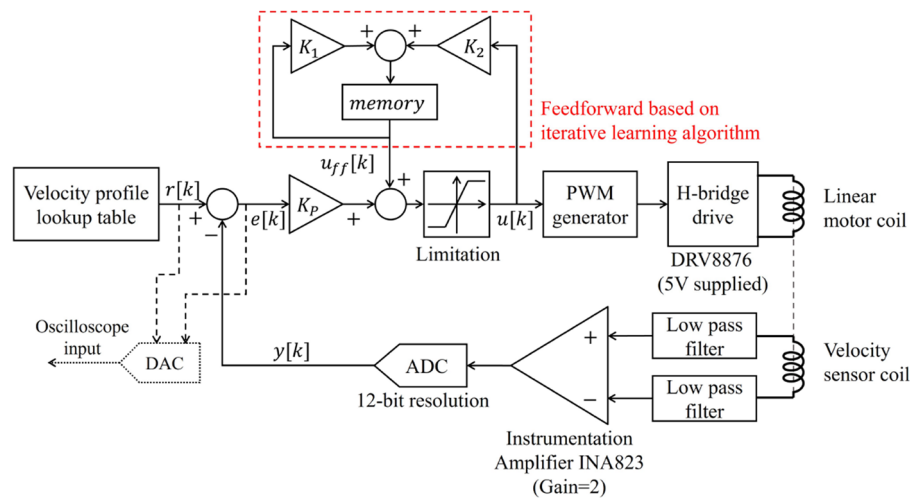 K₁
+
+
K₂
memory
Feedforward based on
iterative learning algorithm
u_ff[k]
Velocity profile
lookup table
r[k]
+
−
e[k]
K_P
+
+
Limitation
u[k]
PWM
generator
H-bridge
drive
DRV8876
(5V supplied)
Linear
motor coil
Oscilloscope
input
DAC
y[k]
ADC
12-bit resolution
+
−
Instrumentation
Amplifier INA823
(Gain=2)
Low pass
filter
Low pass
filter
Velocity
sensor coil